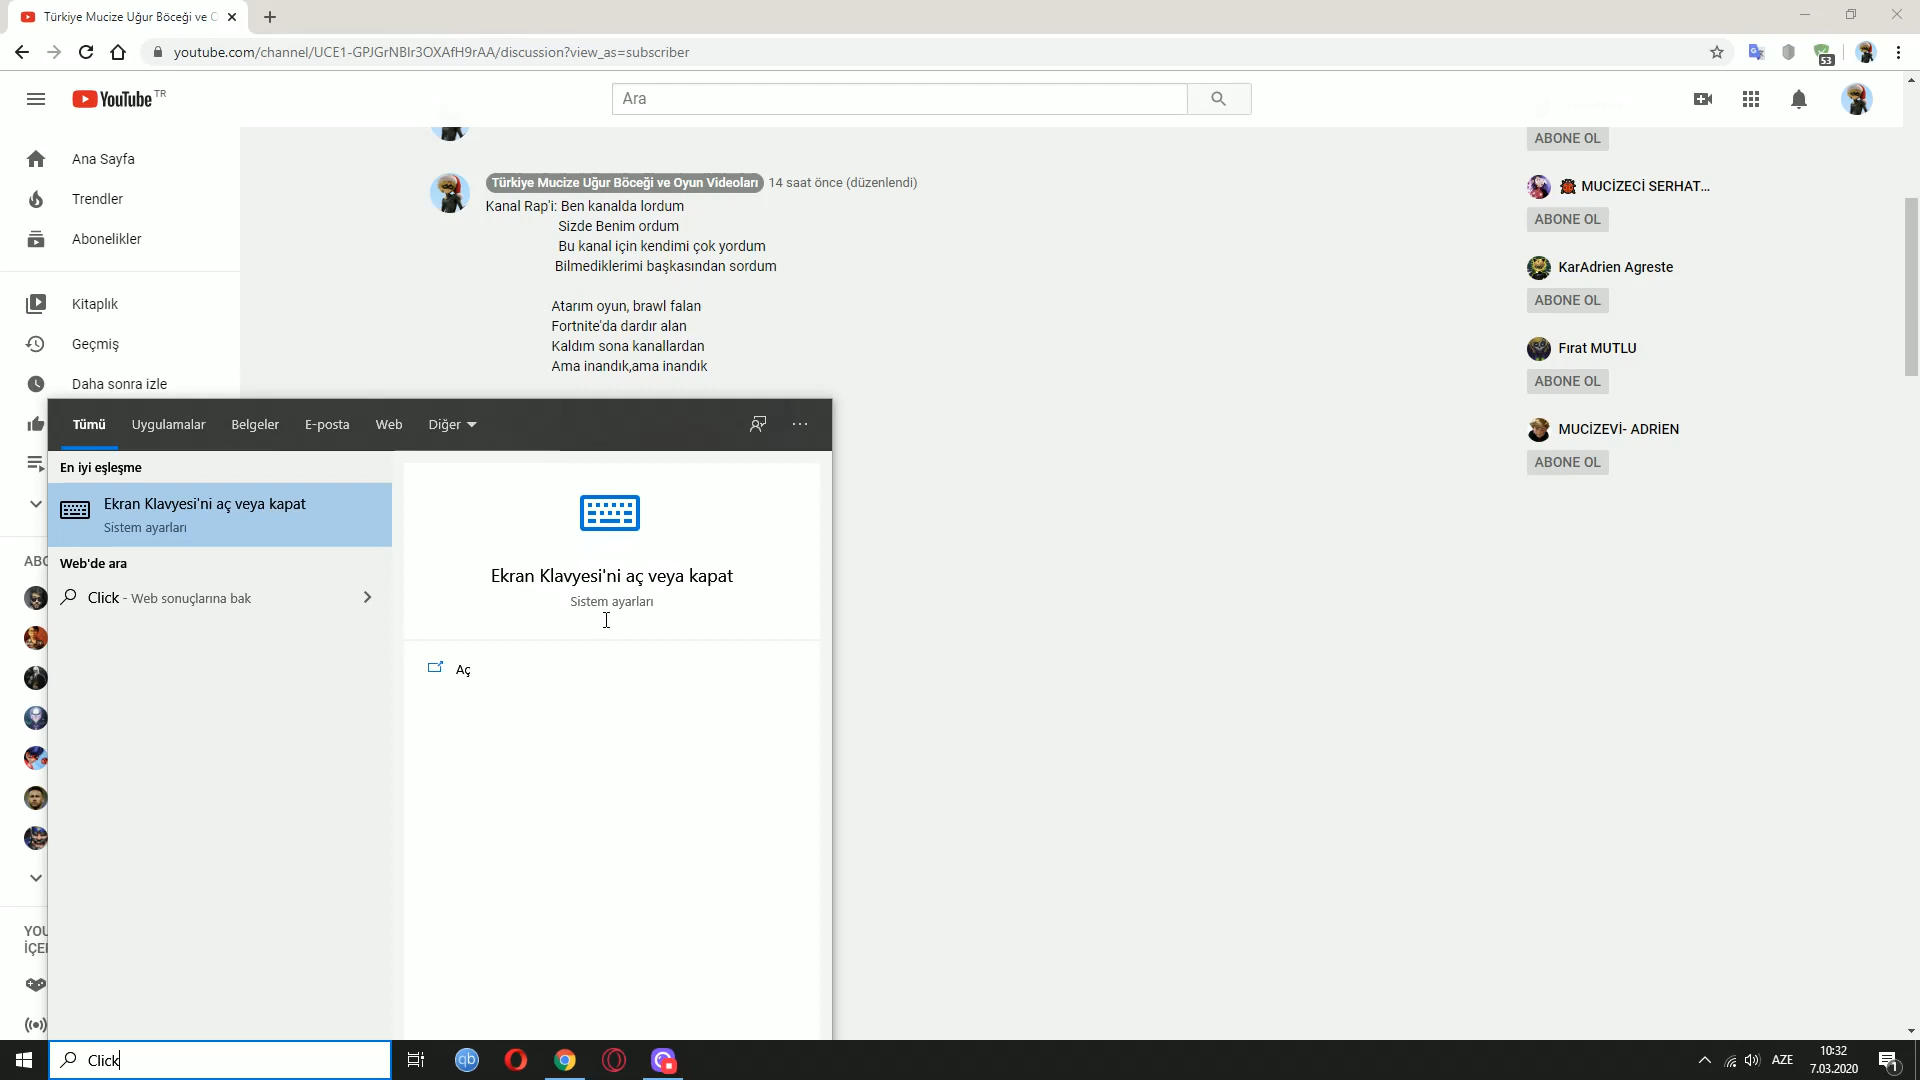 Türkiye Mucize Uğur Böceği ve O
youtube.com/channel/UCE1-GPJGrNBIr3OXAfH9rAA/discussion?view_as=subscriber
53
YouTube TR
Ara
Ana Sayfa
Trendler
Abonelikler
Kitaplık
Geçmiş
Daha sonra izle
ABO
YOU
İÇE
Türkiye Mucize Uğur Böceği ve Oyun Videoları 14 saat önce (düzenlendi)
Kanal Rap'i: Ben kanalda lordum
Sizde Benim ordum
Bu kanal için kendimi çok yordum
Bilmediklerimi başkasından sordum
Atarım oyun, brawl falan
Fortnite'da dardır alan
Kaldım sona kanallardan
Ama inandık,ama inandık
ABONE OL
MUCİZECİ SERHAT...
ABONE OL
KarAdrien Agreste
ABONE OL
Fırat MUTLU
ABONE OL
MUCİZEVİ- ADRİEN
ABONE OL
Tümü Uygulamalar Belgeler E-posta Web Diğer
En iyi eşleşme
Ekran Klavyesi'ni aç veya kapat
Sistem ayarları
Web'de ara
Click - Web sonuçlarına bak
Ekran Klavyesi'ni aç veya kapat
Sistem ayarları
Aç
Click
qb
AZE
10:32
7.03.2020
1